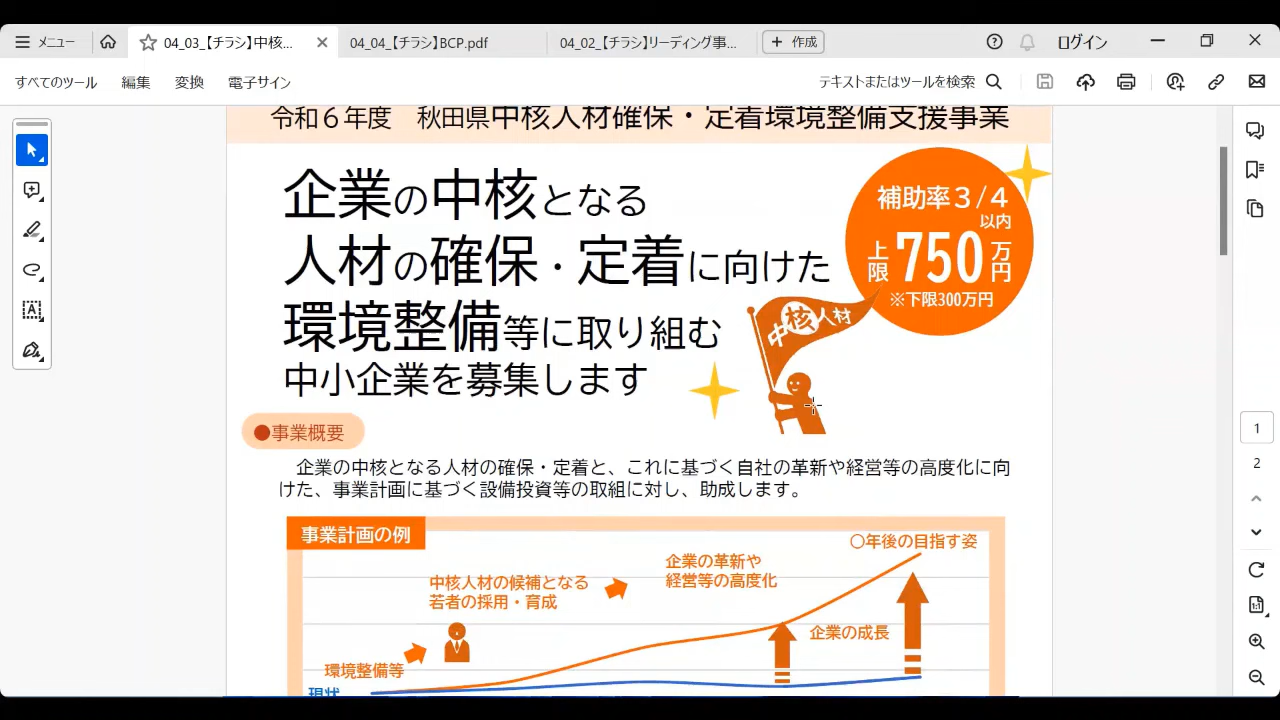 メニュー
04_03_【チラシ】中核...
04_04_【チラシ】BCP.pdf
04_02_【チラシ】リーディング事...
作成
ログイン
すべてのツール
編集
変換
電子サイン
テキストまたはツールを検索
令和６年度　秋田県中核人材確保・定着環境整備支援事業
企業の中核となる
人材の確保・定着に向けた
環境整備等に取り組む
中小企業を募集します
補助率３/４
以内
上限750万円
※下限300万円
中核人材
●事業概要
企業の中核となる人材の確保・定着と、これに基づく自社の革新や経営等の高度化に向
けた、事業計画に基づく設備投資等の取組に対し、助成します。
事業計画の例
〇年後の目指す姿
企業の革新や
経営等の高度化
中核人材の候補となる
若者の採用・育成
企業の成長
環境整備等
現状
1
2